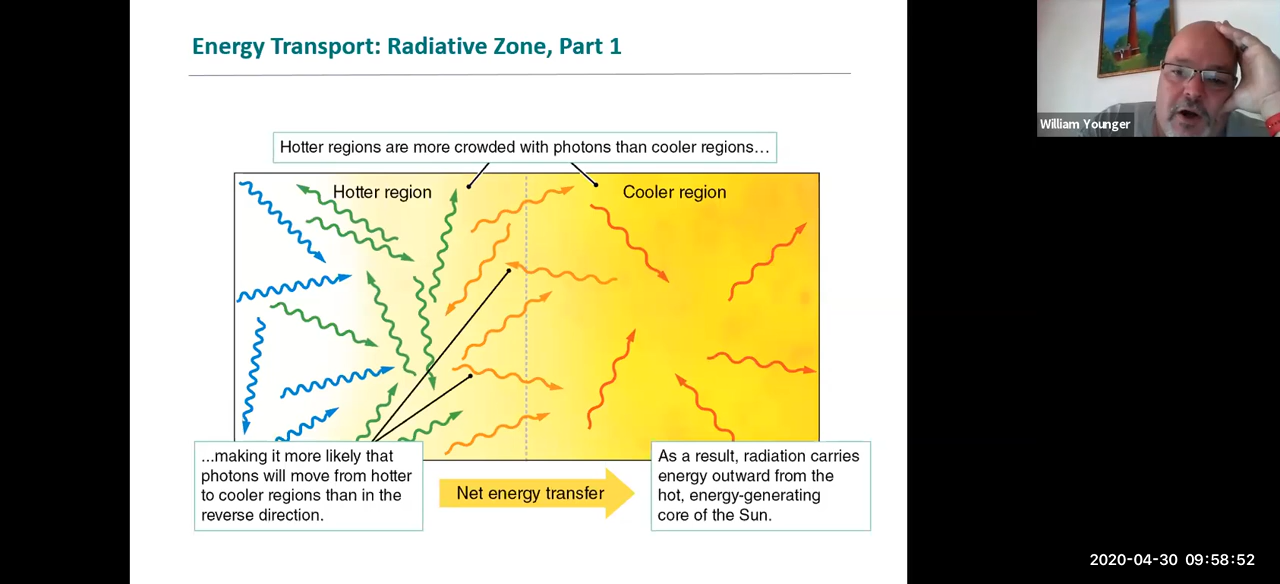 Energy Transport: Radiative Zone, Part 1
William Younger
Hotter regions are more crowded with photons than cooler regions…
Hotter region
Cooler region
...making it more likely that
photons will move from hotter
to cooler regions than in the
reverse direction.
Net energy transfer
As a result, radiation carries
energy outward from the
hot, energy-generating
core of the Sun.
2020-04-30 09:58:52